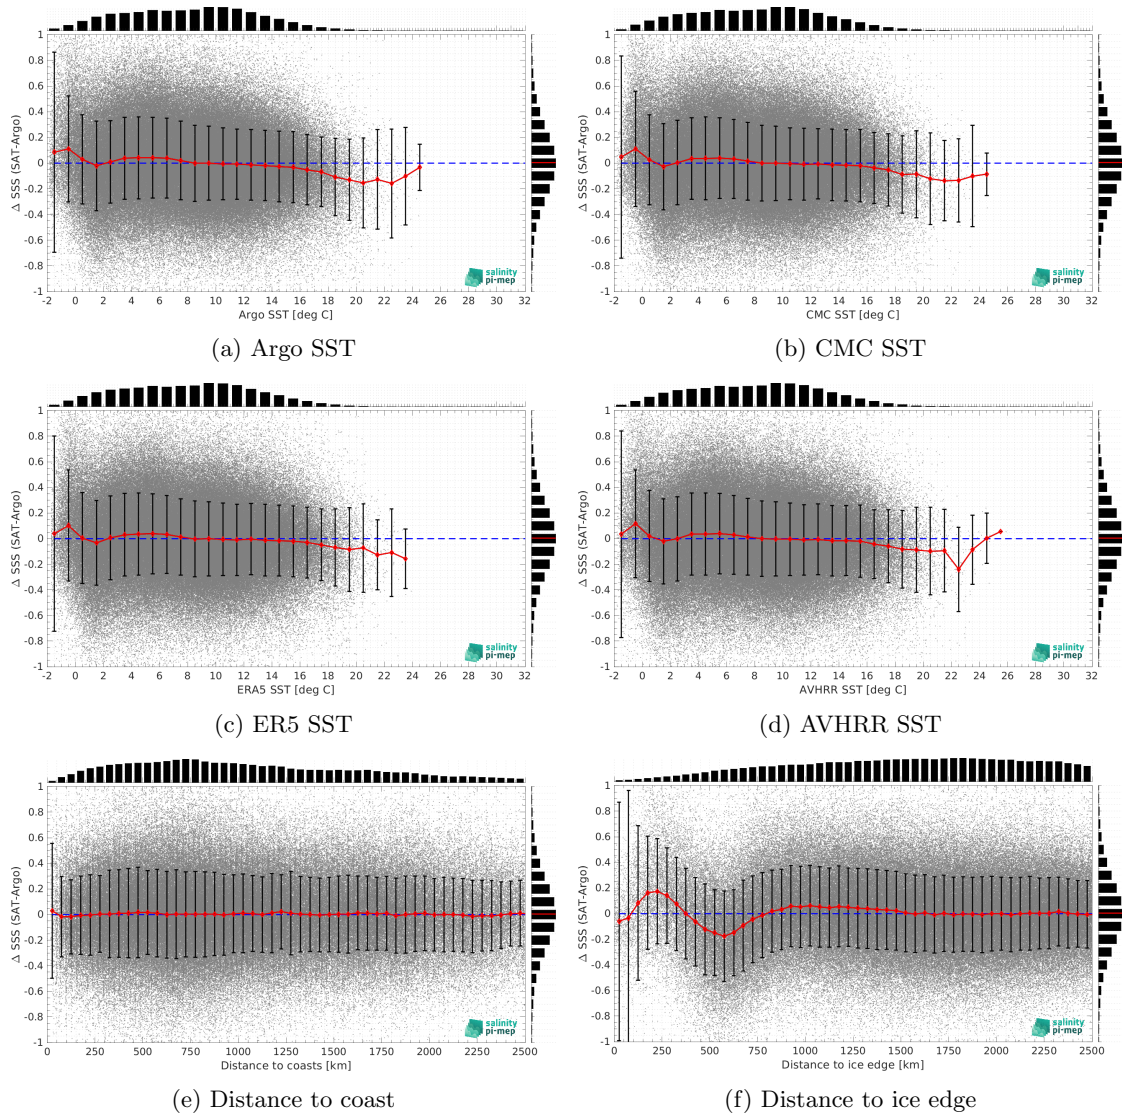 1
0.8
0.6
0.4
0.2
0
-0.2
-0.4
-0.6
-0.8
-1
Δ SSS (SAT-Argo)
-2 0 2 4 6 8 10 12 14 16 18 20 22 24 26 28 30 32
Argo SST [deg C]
salinity
pi-mep
(a) Argo SST
1
0.8
0.6
0.4
0.2
0
-0.2
-0.4
-0.6
-0.8
-1
Δ SSS (SAT-Argo)
-2 0 2 4 6 8 10 12 14 16 18 20 22 24 26 28 30 32
CMC SST [deg C]
salinity
pi-mep
(b) CMC SST
1
0.8
0.6
0.4
0.2
0
-0.2
-0.4
-0.6
-0.8
-1
Δ SSS (SAT-Argo)
-2 0 2 4 6 8 10 12 14 16 18 20 22 24 26 28 30 32
ERA5 SST [deg C]
salinity
pi-mep
(c) ER5 SST
1
0.8
0.6
0.4
0.2
0
-0.2
-0.4
-0.6
-0.8
-1
Δ SSS (SAT-Argo)
-2 0 2 4 6 8 10 12 14 16 18 20 22 24 26 28 30 32
AVHRR SST [deg C]
salinity
pi-mep
(d) AVHRR SST
1
0.8
0.6
0.4
0.2
0
-0.2
-0.4
-0.6
-0.8
-1
Δ SSS (SAT-Argo)
0 250 500 750 1000 1250 1500 1750 2000 2250 2500
Distance to coasts [km]
salinity
pi-mep
(e) Distance to coast
1
0.8
0.6
0.4
0.2
0
-0.2
-0.4
-0.6
-0.8
-1
Δ SSS (SAT-Argo)
0 250 500 750 1000 1250 1500 1750 2000 2250 2500
Distance to ice edge [km]
salinity
pi-mep
(f) Distance to ice edge